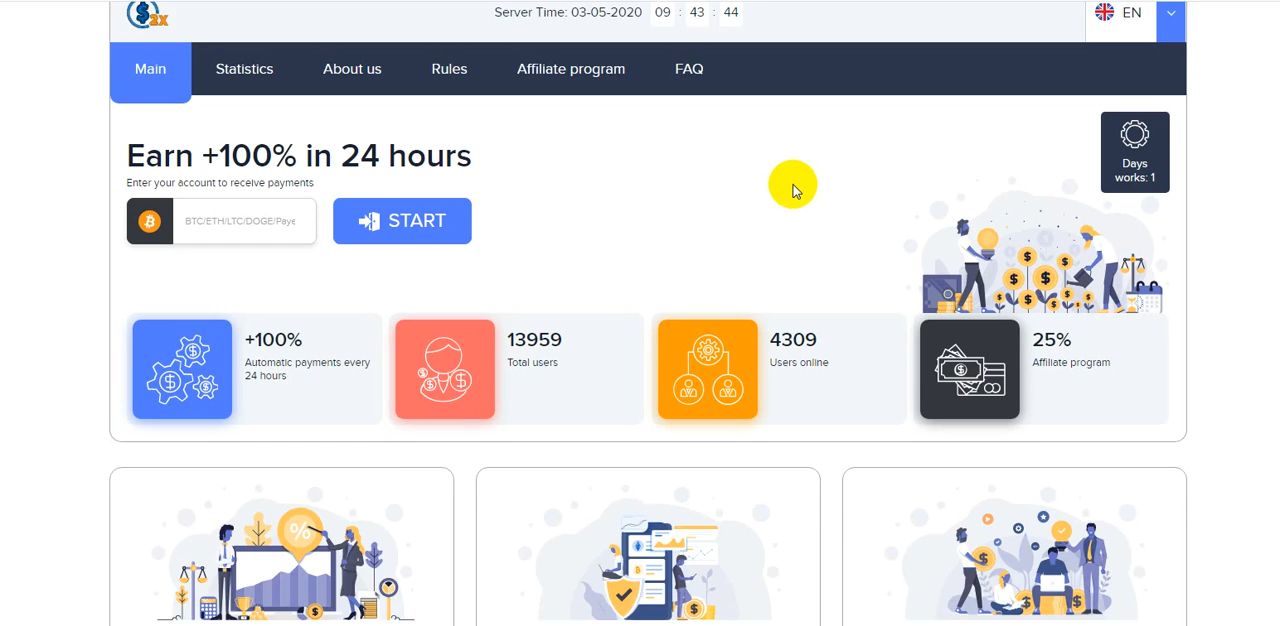 2X
Server Time: 03-05-2020 09 : 43 : 44
EN
Main Statistics About us Rules Affiliate program FAQ
Earn +100% in 24 hours
Enter your account to receive payments
BTC/ETH/LTC/DOGE/Paye
START
Days
works: 1
+100%
Automatic payments every
24 hours
13959
Total users
4309
Users online
25%
Affiliate program